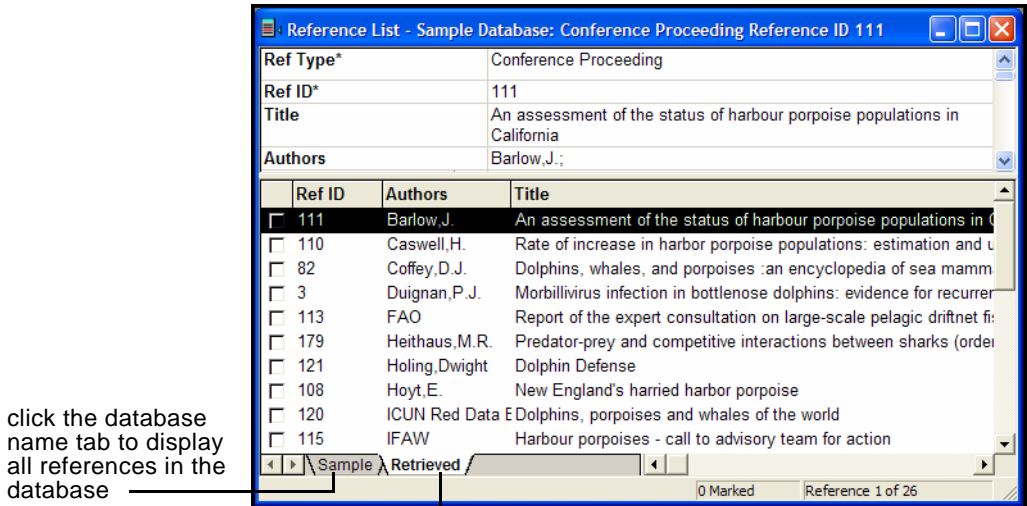 Reference List - Sample Database: Conference Proceeding Reference ID 111
Ref Type* Conference Proceeding
Ref ID* 111
Title An assessment of the status of harbour porpoise populations in
California
Authors Barlow,J.;
Ref ID Authors Title
111 Barlow,J. An assessment of the status of harbour porpoise populations in
110 Caswell,H. Rate of increase in harbor porpoise populations: estimation and u
82 Coffey,D.J. Dolphins, whales, and porpoises :an encyclopedia of sea mamm
3 Duignan,P.J. Morbillivirus infection in bottlenose dolphins: evidence for recurren
113 FAO Report of the expert consultation on large-scale pelagic driftnet fis
179 Heithaus,M.R. Predator-prey and competitive interactions between sharks (order
121 Holing,Dwight Dolphin Defense
108 Hoyt,E. New England's harried harbor porpoise
120 ICUN Red Data E Dolphins, porpoises and whales of the world
115 IFAW Harbour porpoises - call to advisory team for action
Sample Retrieved
0 Marked Reference 1 of 26
click the database
name tab to display
all references in the
database